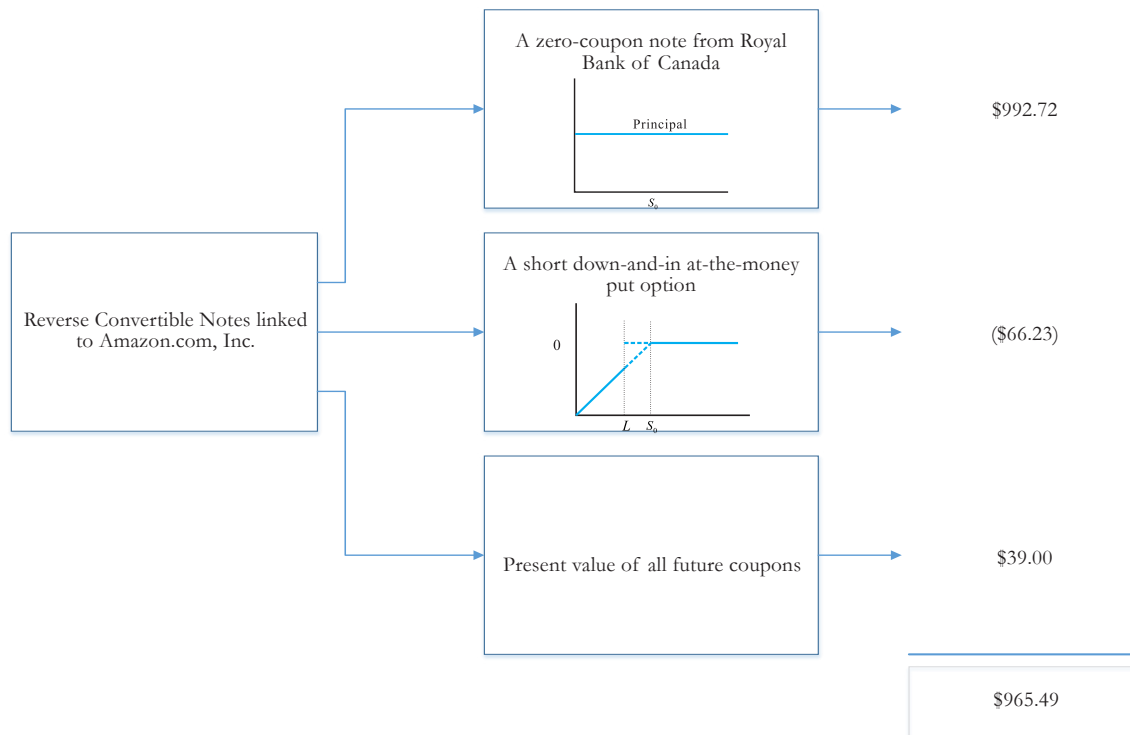 A zero-coupon note from Royal
Bank of Canada
Principal
S₀
$992.72
Reverse Convertible Notes linked
to Amazon.com, Inc.
A short down-and-in at-the-money
put option
0
L S₀
($66.23)
Present value of all future coupons
$39.00
$965.49